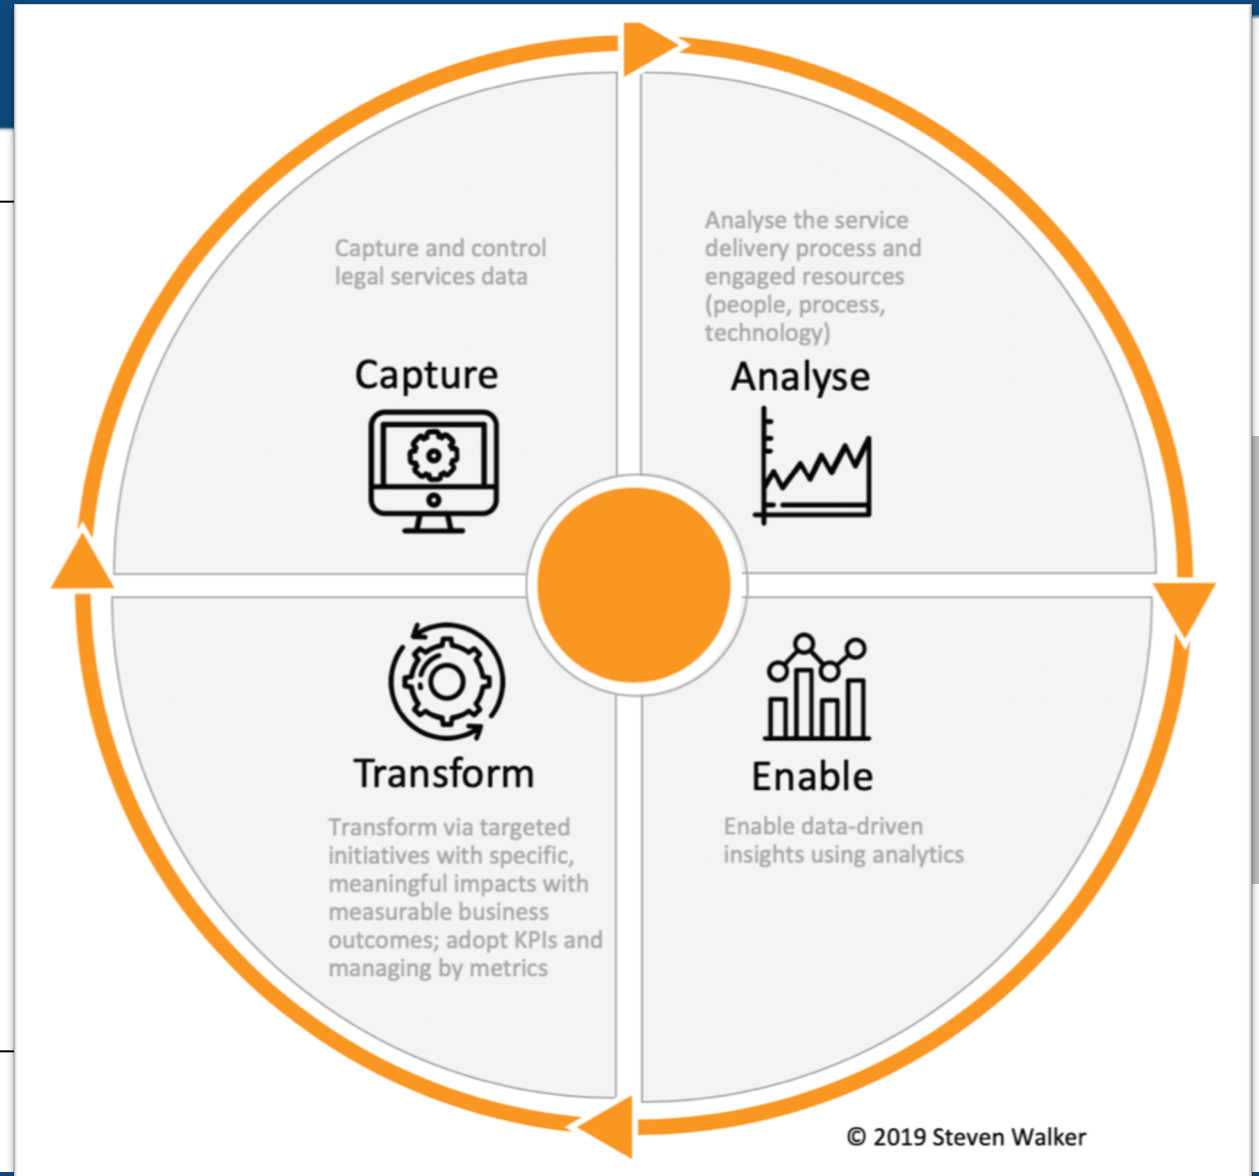 Capture and control
legal services data
Capture
Analyse the service
delivery process and
engaged resources
(people, process,
technology)
Analyse
Transform
Transform via targeted
initiatives with specific,
meaningful impacts with
measurable business
outcomes; adopt KPIs and
managing by metrics
Enable
Enable data-driven
insights using analytics
© 2019 Steven Walker